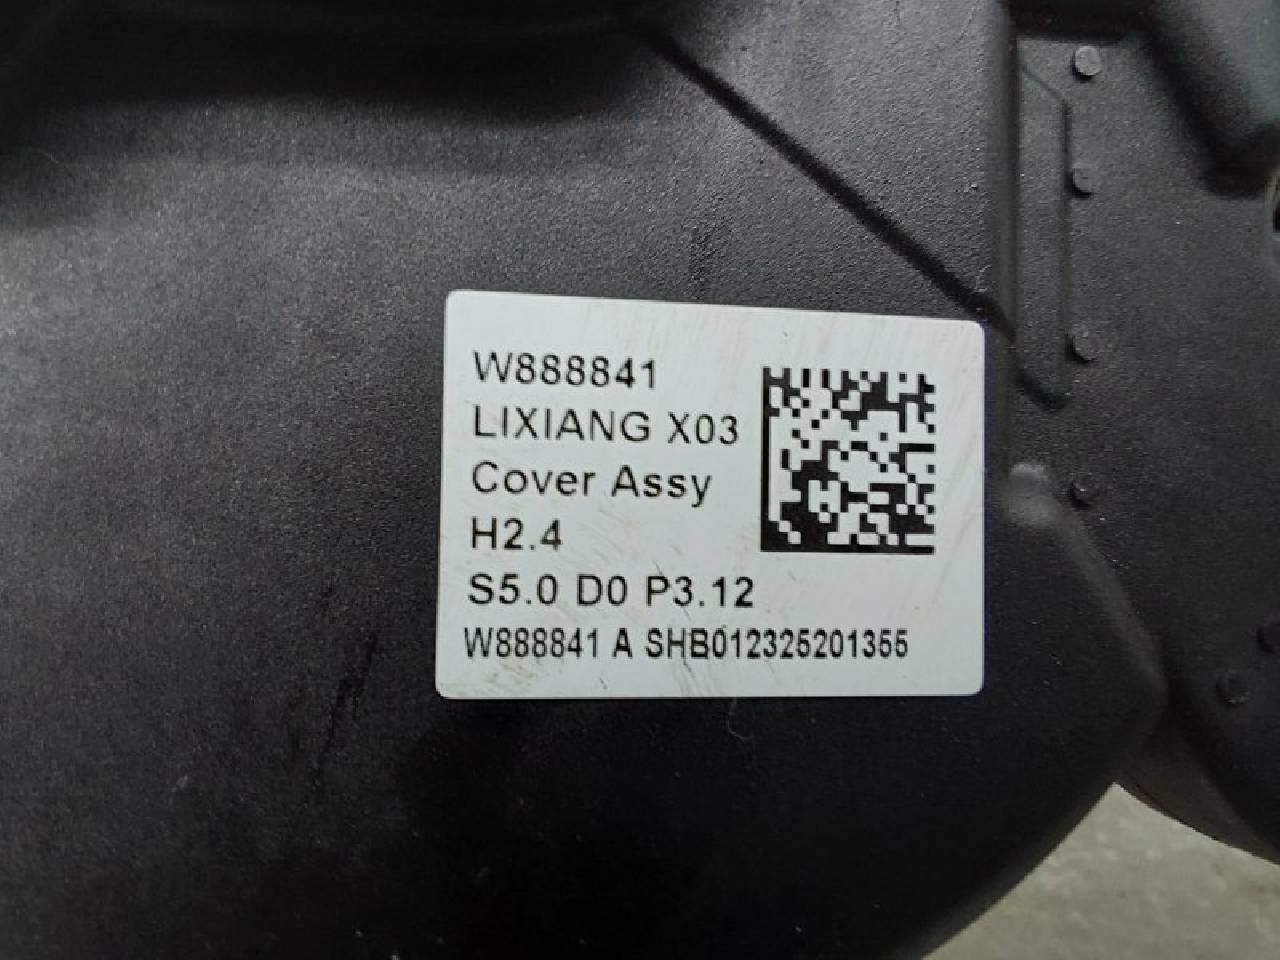 W888841
LIXIANG X03
Cover Assy
H2.4
S5.0 D0 P3.12
W888841 A SHB012325201355